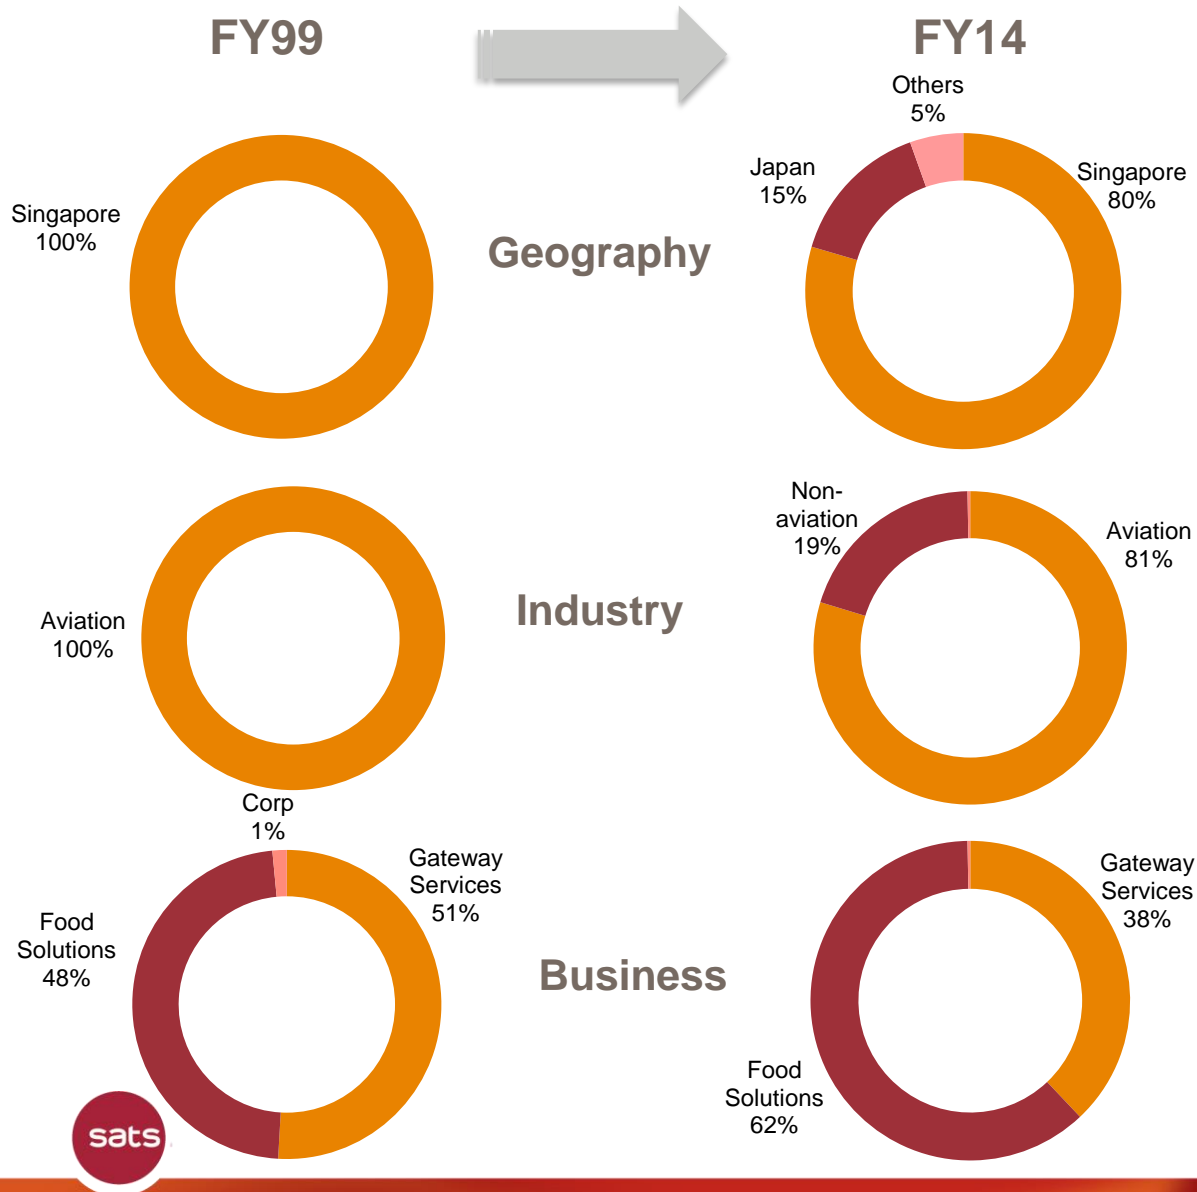 FY99
FY14
Singapore
100%
Geography
Others
5%
Japan
15%
Singapore
80%
Aviation
100%
Industry
Non-
aviation
19%
Aviation
81%
Corp
1%
Gateway
Services
51%
Food
Solutions
48%
Business
Gateway
Services
38%
Food
Solutions
62%
sats